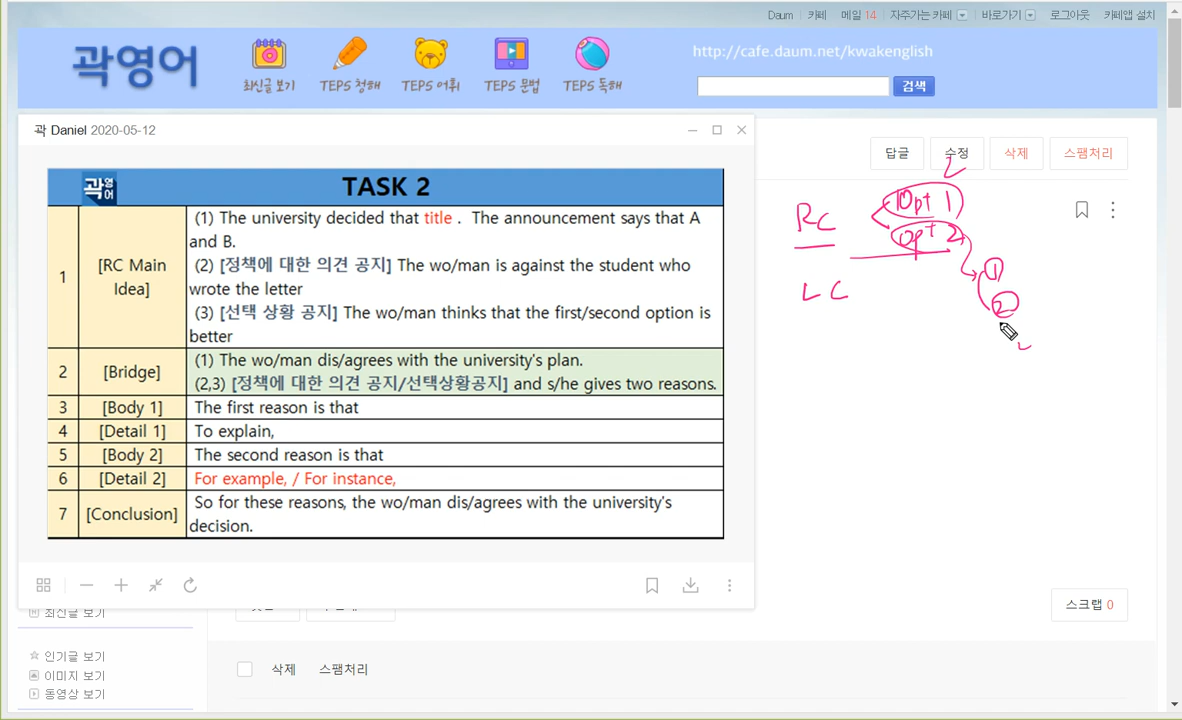 Daum 카페 메일 14 자주가는 카페 바로가기 로그아웃 카페앱 설치
곽영어
최신글 보기 TEPS 청해 TEPS 어휘 TEPS 문법 TEPS 독해
http://cafe.daum.net/kwakenglish
검색
곽 Daniel 2020-05-12
답글 수정 삭제 스팸처리
곽영어 TASK 2
1 [RC Main Idea]
(1) The university decided that title . The announcement says that A
and B.
(2) [정책에 대한 의견 공지] The wo/man is against the student who
wrote the letter
(3) [선택 상황 공지] The wo/man thinks that the first/second option is
better
2 [Bridge]
(1) The wo/man dis/agrees with the university's plan.
(2,3) [정책에 대한 의견 공지/선택상황공지] and s/he gives two reasons.
3 [Body 1] The first reason is that
4 [Detail 1] To explain,
5 [Body 2] The second reason is that
6 [Detail 2] For example, / For instance,
7 [Conclusion]
So for these reasons, the wo/man dis/agrees with the university's
decision.
RC
opt 1
opt 2
LC
①
②
스크랩 0
최신글 보기
인기글 보기
이미지 보기
동영상 보기
삭제 스팸처리